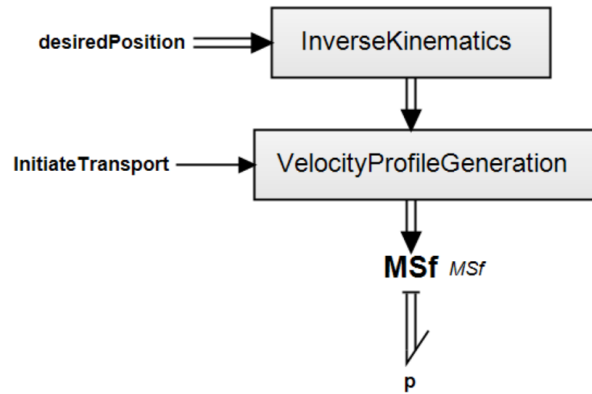 desiredPosition
InverseKinematics
InitiateTransport
VelocityProfileGeneration
MSf MSf
p